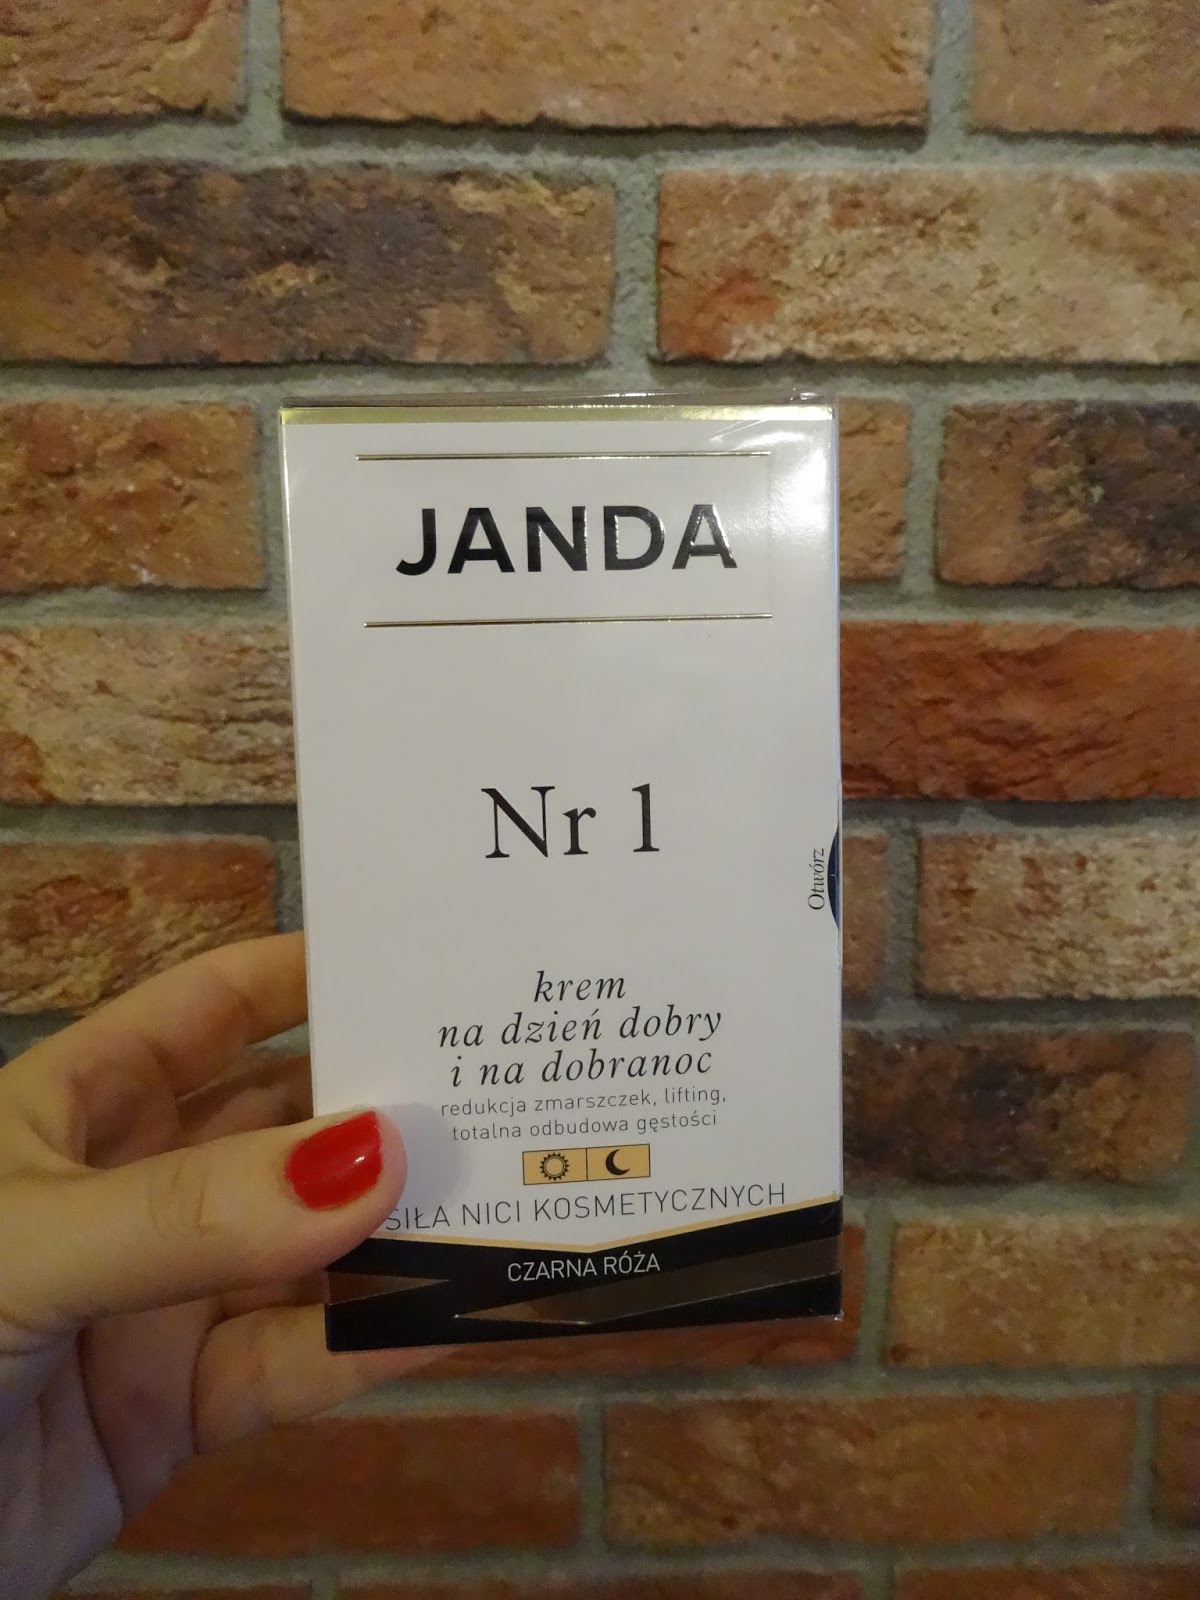 JANDA
Nr 1
Otwórz
krem
na dzień dobry
i na dobranoc
redukcja zmarszczek, lifting,
totalna odbudowa gęstości
SIŁA NICI KOSMETYCZNYCH
CZARNA RÓŻA